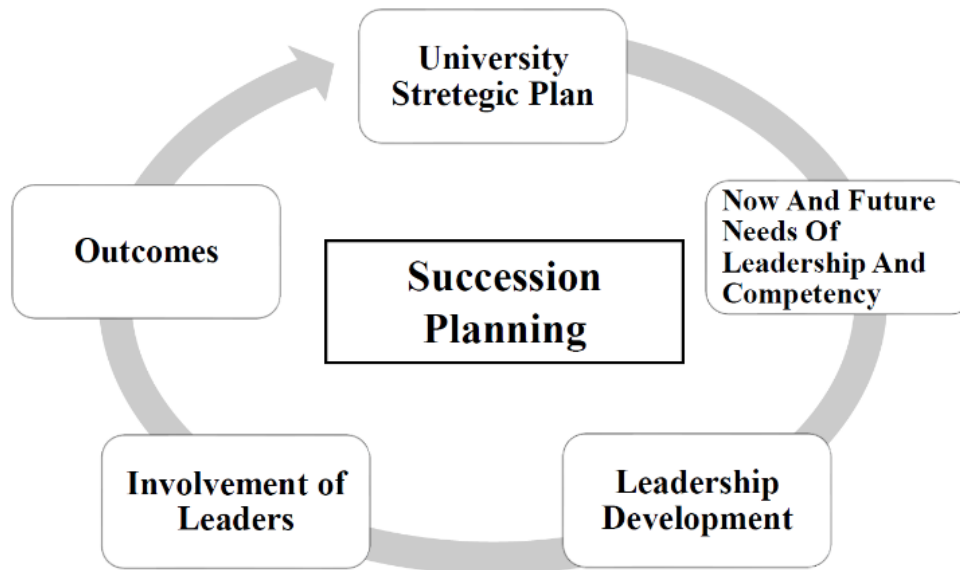 University
Stretegic Plan
Now And Future
Needs Of
Leadership And
Competency
Leadership
Development
Involvement of
Leaders
Outcomes
Succession
Planning